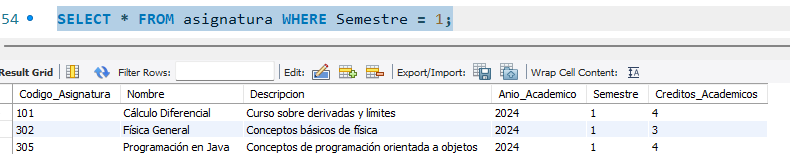 54 SELECT * FROM asignatura WHERE Semestre = 1;
Result Grid Filter Rows: Edit: Export/Import: Wrap Cell Content:
Codigo_Asignatura Nombre Descripcion Anio_Academico Semestre Creditos_Academicos
101 Cálculo Diferencial Curso sobre derivadas y límites 2024 1 4
302 Física General Conceptos básicos de física 2024 1 3
305 Programación en Java Conceptos de programación orientada a objetos 2024 1 4